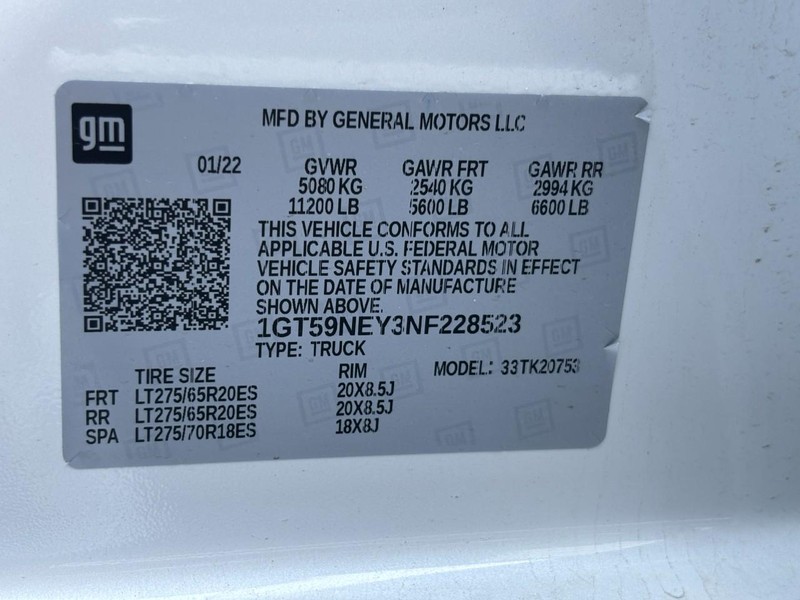 gm
MFD BY GENERAL MOTORS LLC
01/22 GVWR GAWR FRT GAWR RR
5080 KG 2540 KG 2994 KG
11200 LB 5600 LB 6600 LB
THIS VEHICLE CONFORMS TO ALL
APPLICABLE U.S. FEDERAL MOTOR
VEHICLE SAFETY STANDARDS IN EFFECT
ON THE DATE OF MANUFACTURE
SHOWN ABOVE.
1GT59NEY3NF228523
TYPE: TRUCK
TIRE SIZE RIM MODEL: 33TK20753
FRT LT275/65R20ES 20X8.5J
RR LT275/65R20ES 20X8.5J
SPA LT275/70R18ES 18X8J